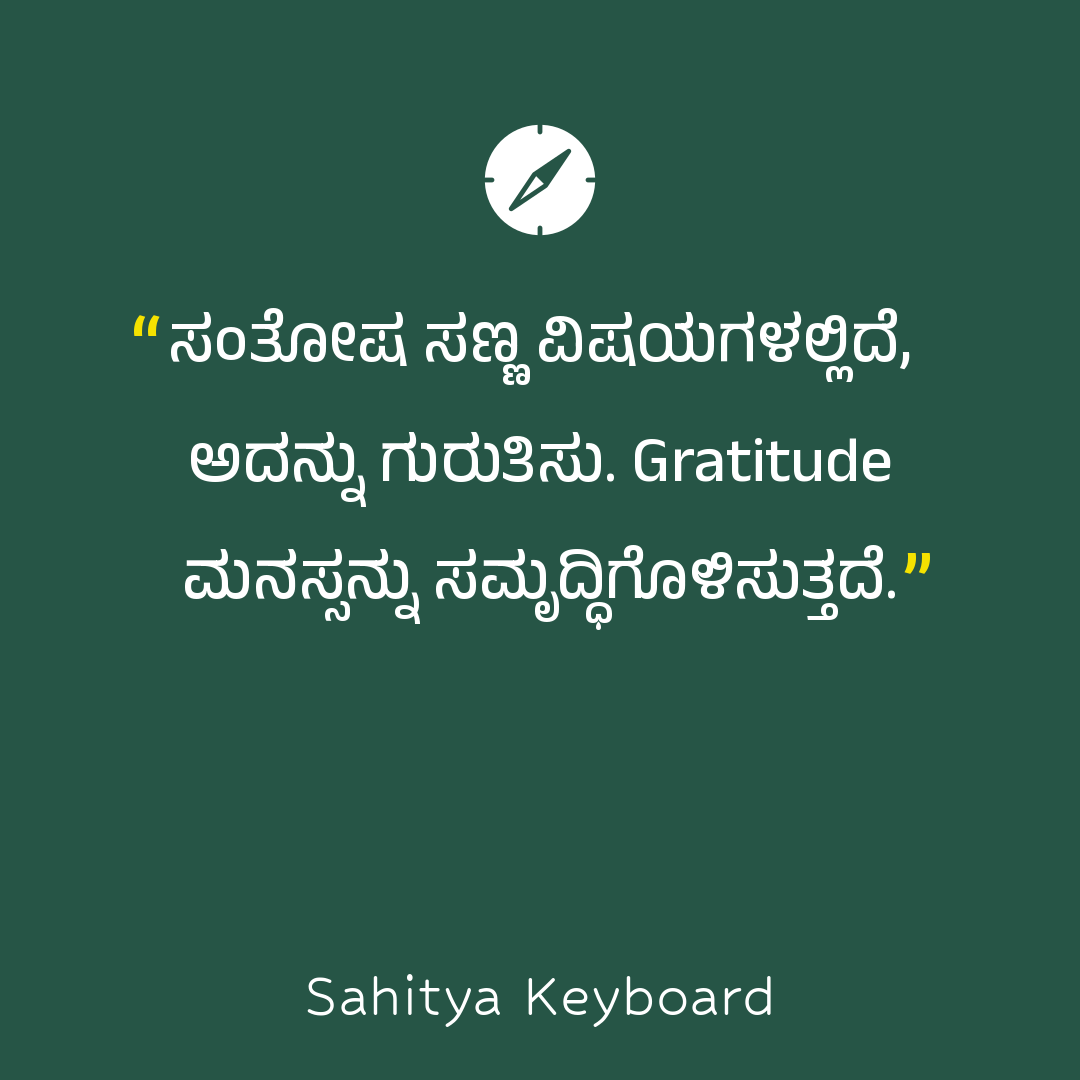 “ಸಂತೋಷ ಸಣ್ಣ ವಿಷಯಗಳಲ್ಲಿದೆ,
ಅದನ್ನು ಗುರುತಿಸು. Gratitude
ಮನಸ್ಸನ್ನು ಸಮೃದ್ಧಿಗೊಳಿಸುತ್ತದೆ.”
Sahitya Keyboard